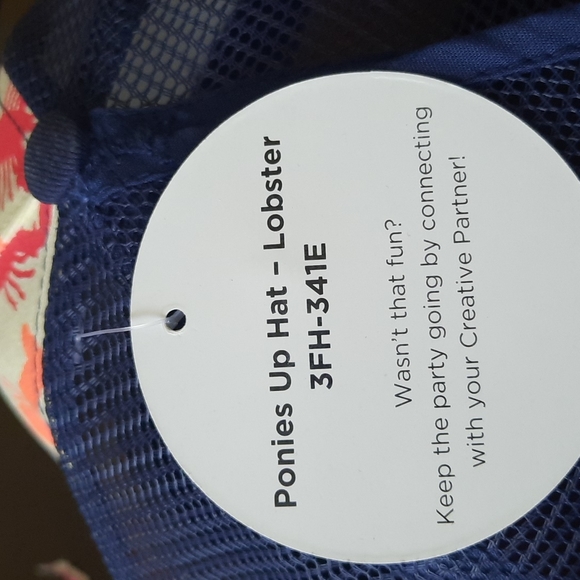 Ponies Up Hat - Lobster
3FH-341E
Wasn't that fun?
Keep the party going by connecting
with your Creative Partner!